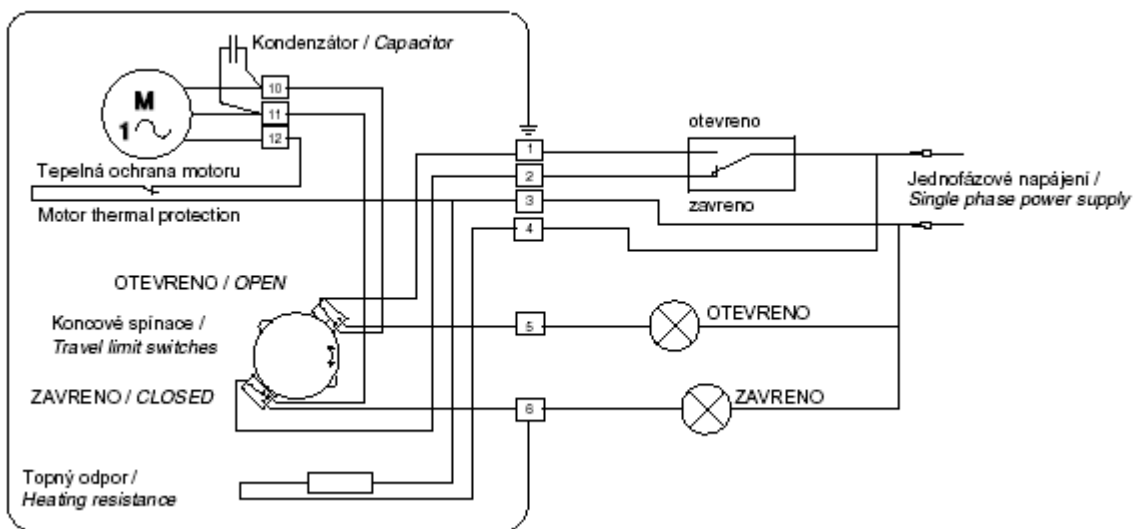 Kondenzátor / Capacitor
10
M
11
1
12
otevreno
1
Tepelná ochrana motoru
2
Jednofázové napájení /
Single phase power supply
zavreno
3
Motor thermal protection
4
OTEVRENO / OPEN
OTEVRENO
Koncové spínace /
5
Travel limit switches
ZAVRENO / CLOSED
ZAVRENO
6
Topný odpor /
Heating resistance